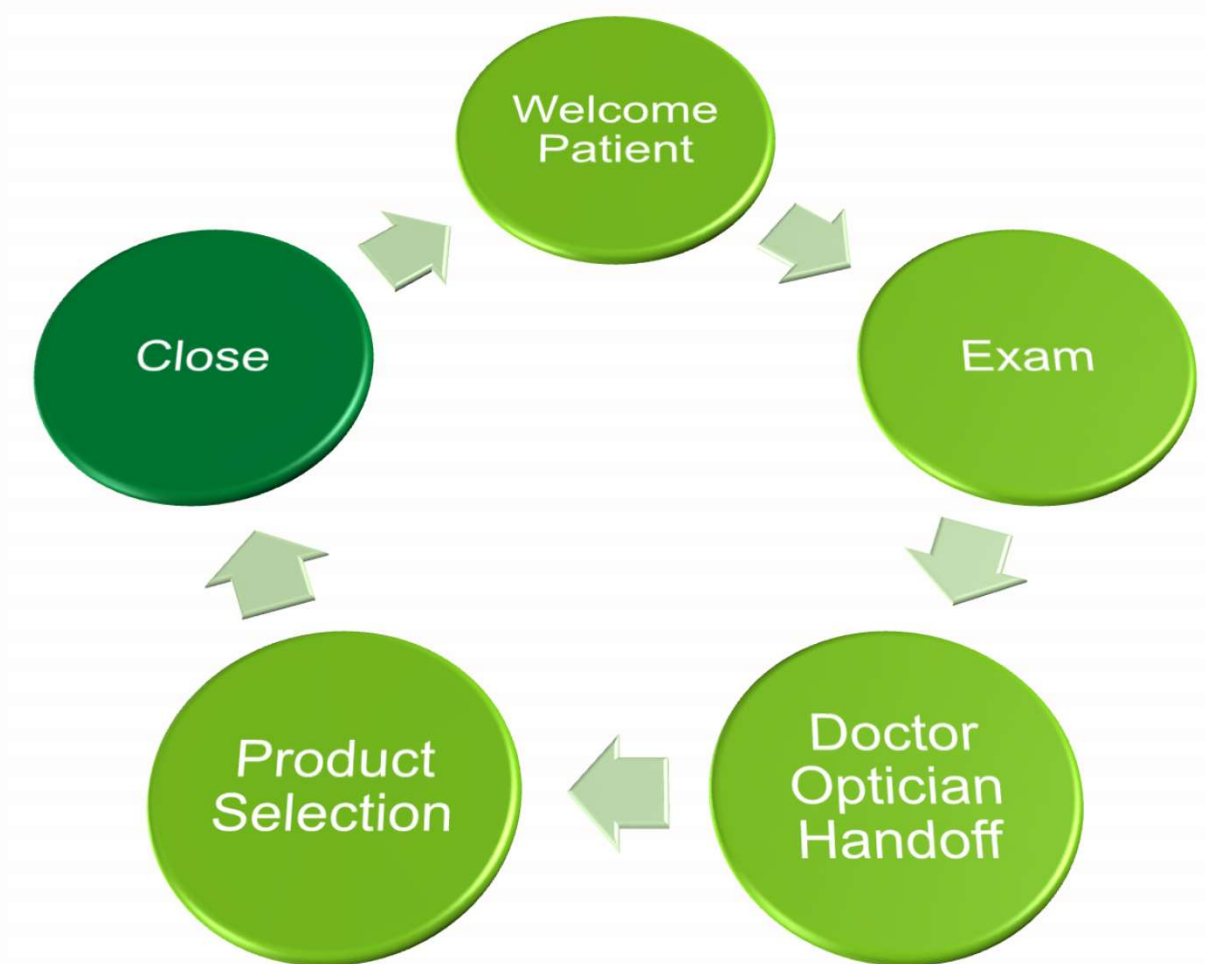 Welcome
Patient
Exam
Doctor
Optician
Handoff
Product
Selection
Close